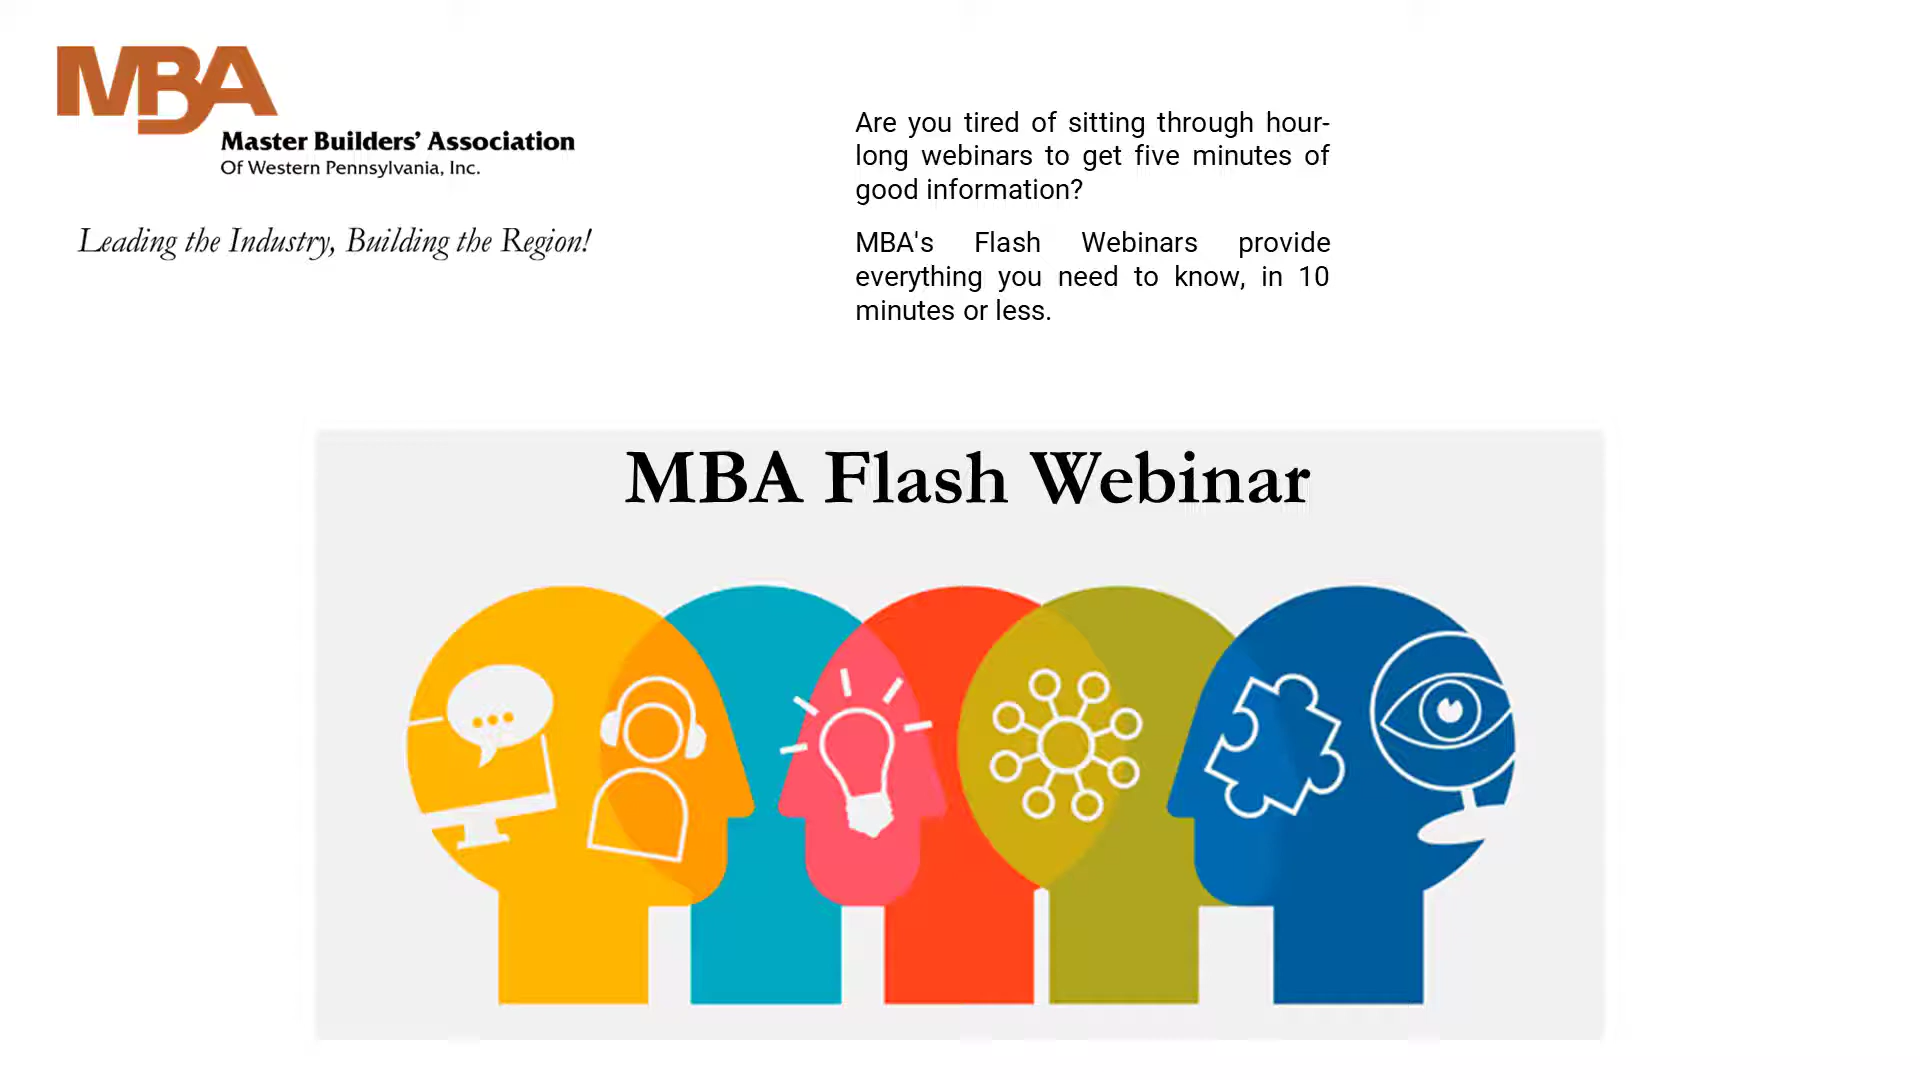 MBA
Master Builders' Association
Of Western Pennsylvania, Inc.
Leading the Industry, Building the Region!
Are you tired of sitting through hour-
long webinars to get five minutes of
good information?
MBA's Flash Webinars provide
everything you need to know, in 10
minutes or less.
MBA Flash Webinar